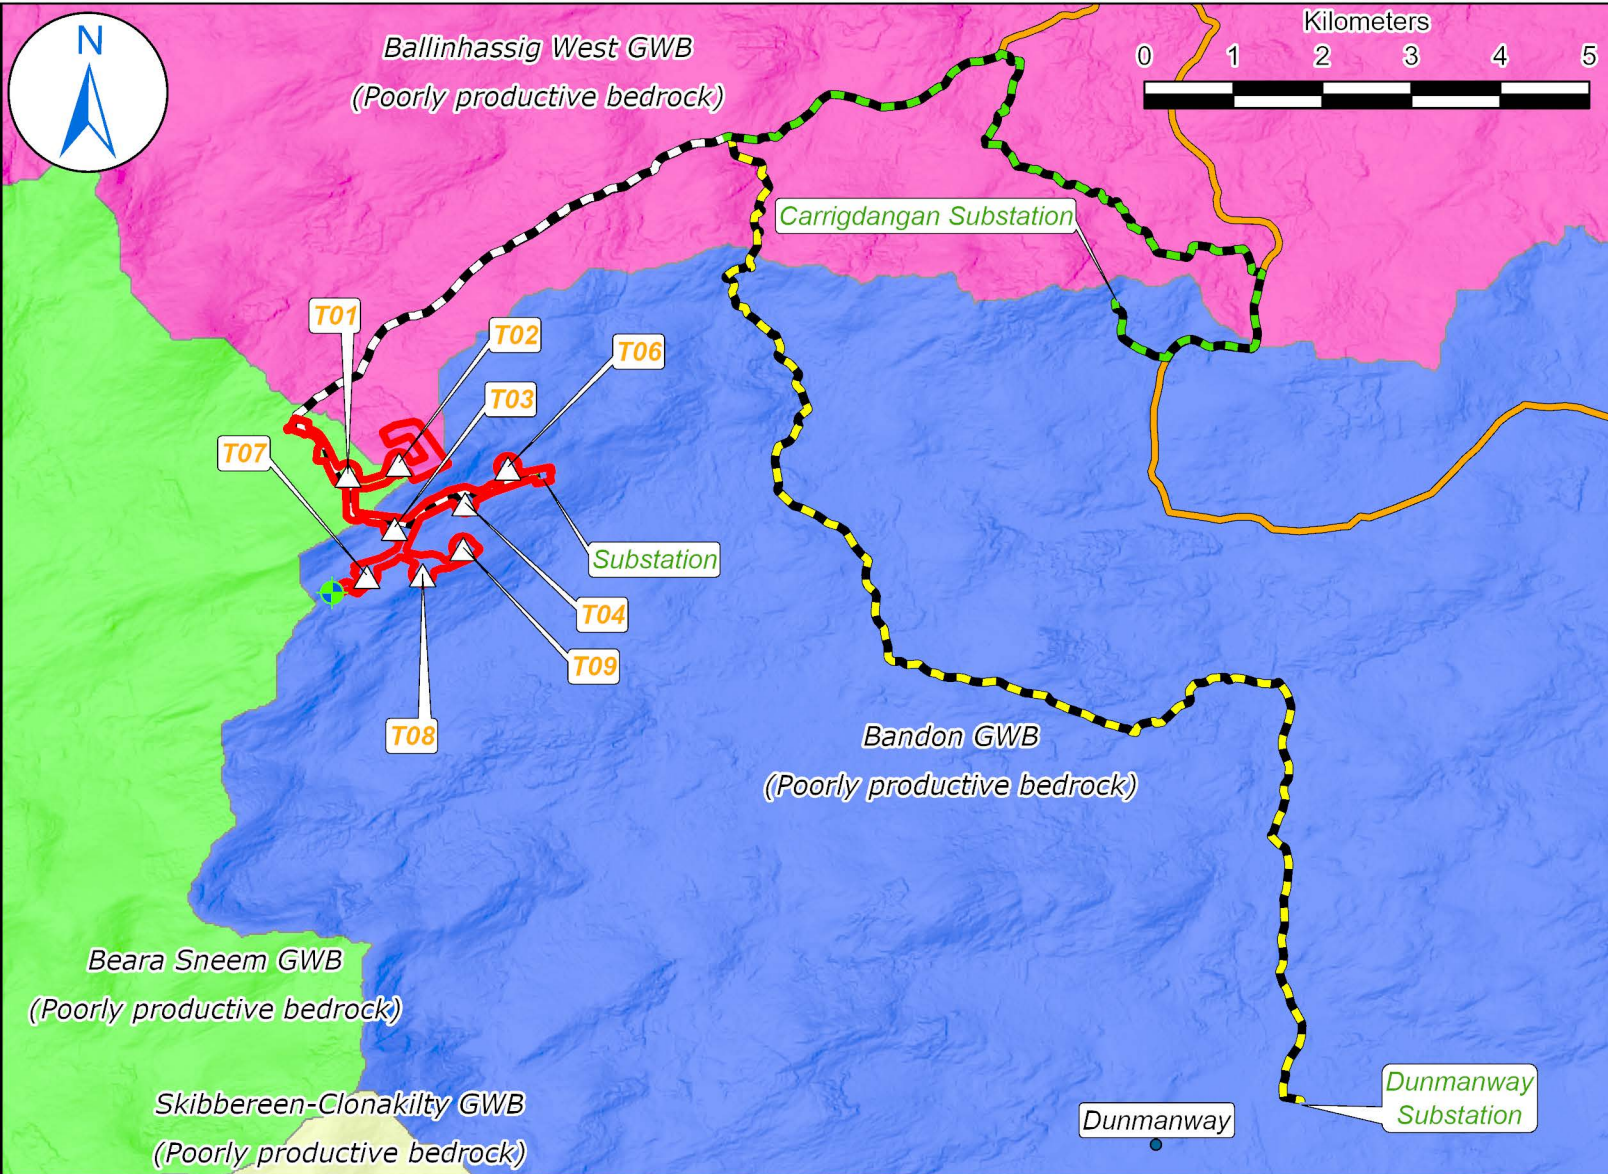 N
Ballinhassig West GWB
(Poorly productive bedrock)
Kilometers
0 1 2 3 4 5
Carrigdangan Substation
T01
T02
T06
T03
T07
Substation
T04
T09
T08
Bandon GWB
(Poorly productive bedrock)
Beara Sneem GWB
(Poorly productive bedrock)
Skibbereen-Clonakilty GWB
(Poorly productive bedrock)
Dunmanway
Dunmanway
Substation